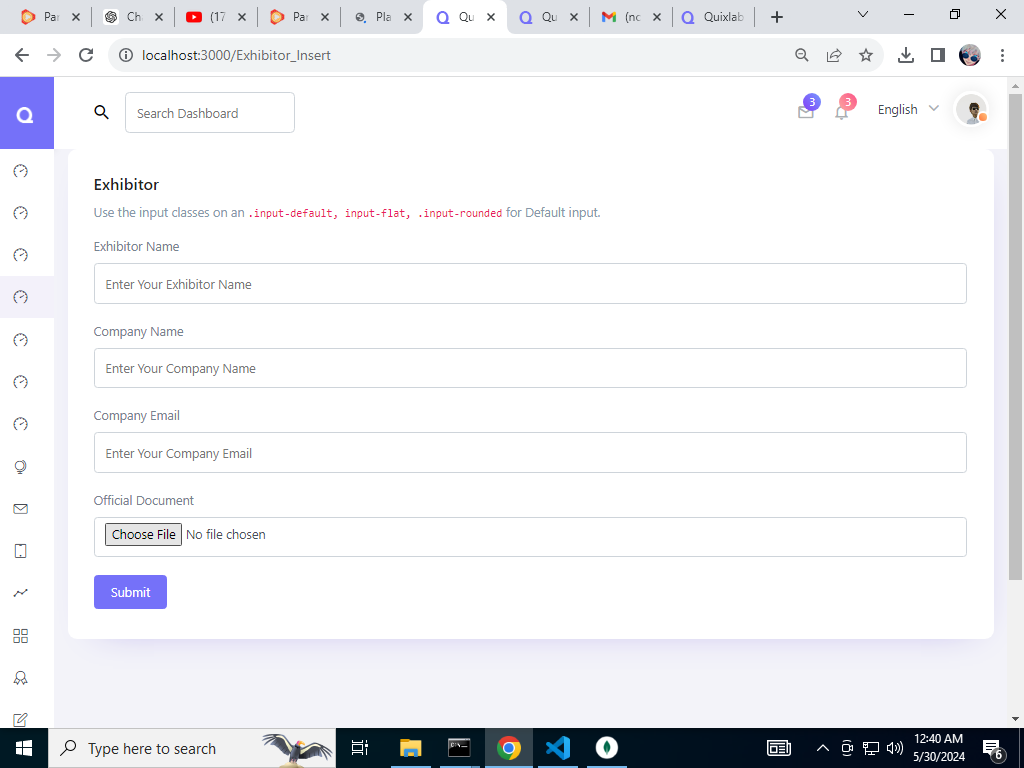 Par
Cha
(17
Par
Pla
Qu
Qu
(nc
Quixlab
localhost:3000/Exhibitor_Insert
Search Dashboard
3
3
English
Exhibitor
Use the input classes on an .input-default, input-flat, .input-rounded for Default input.
Exhibitor Name
Enter Your Exhibitor Name
Company Name
Enter Your Company Name
Company Email
Enter Your Company Email
Official Document
Choose File No file chosen
Submit
Type here to search
12:40 AM
5/30/2024
6